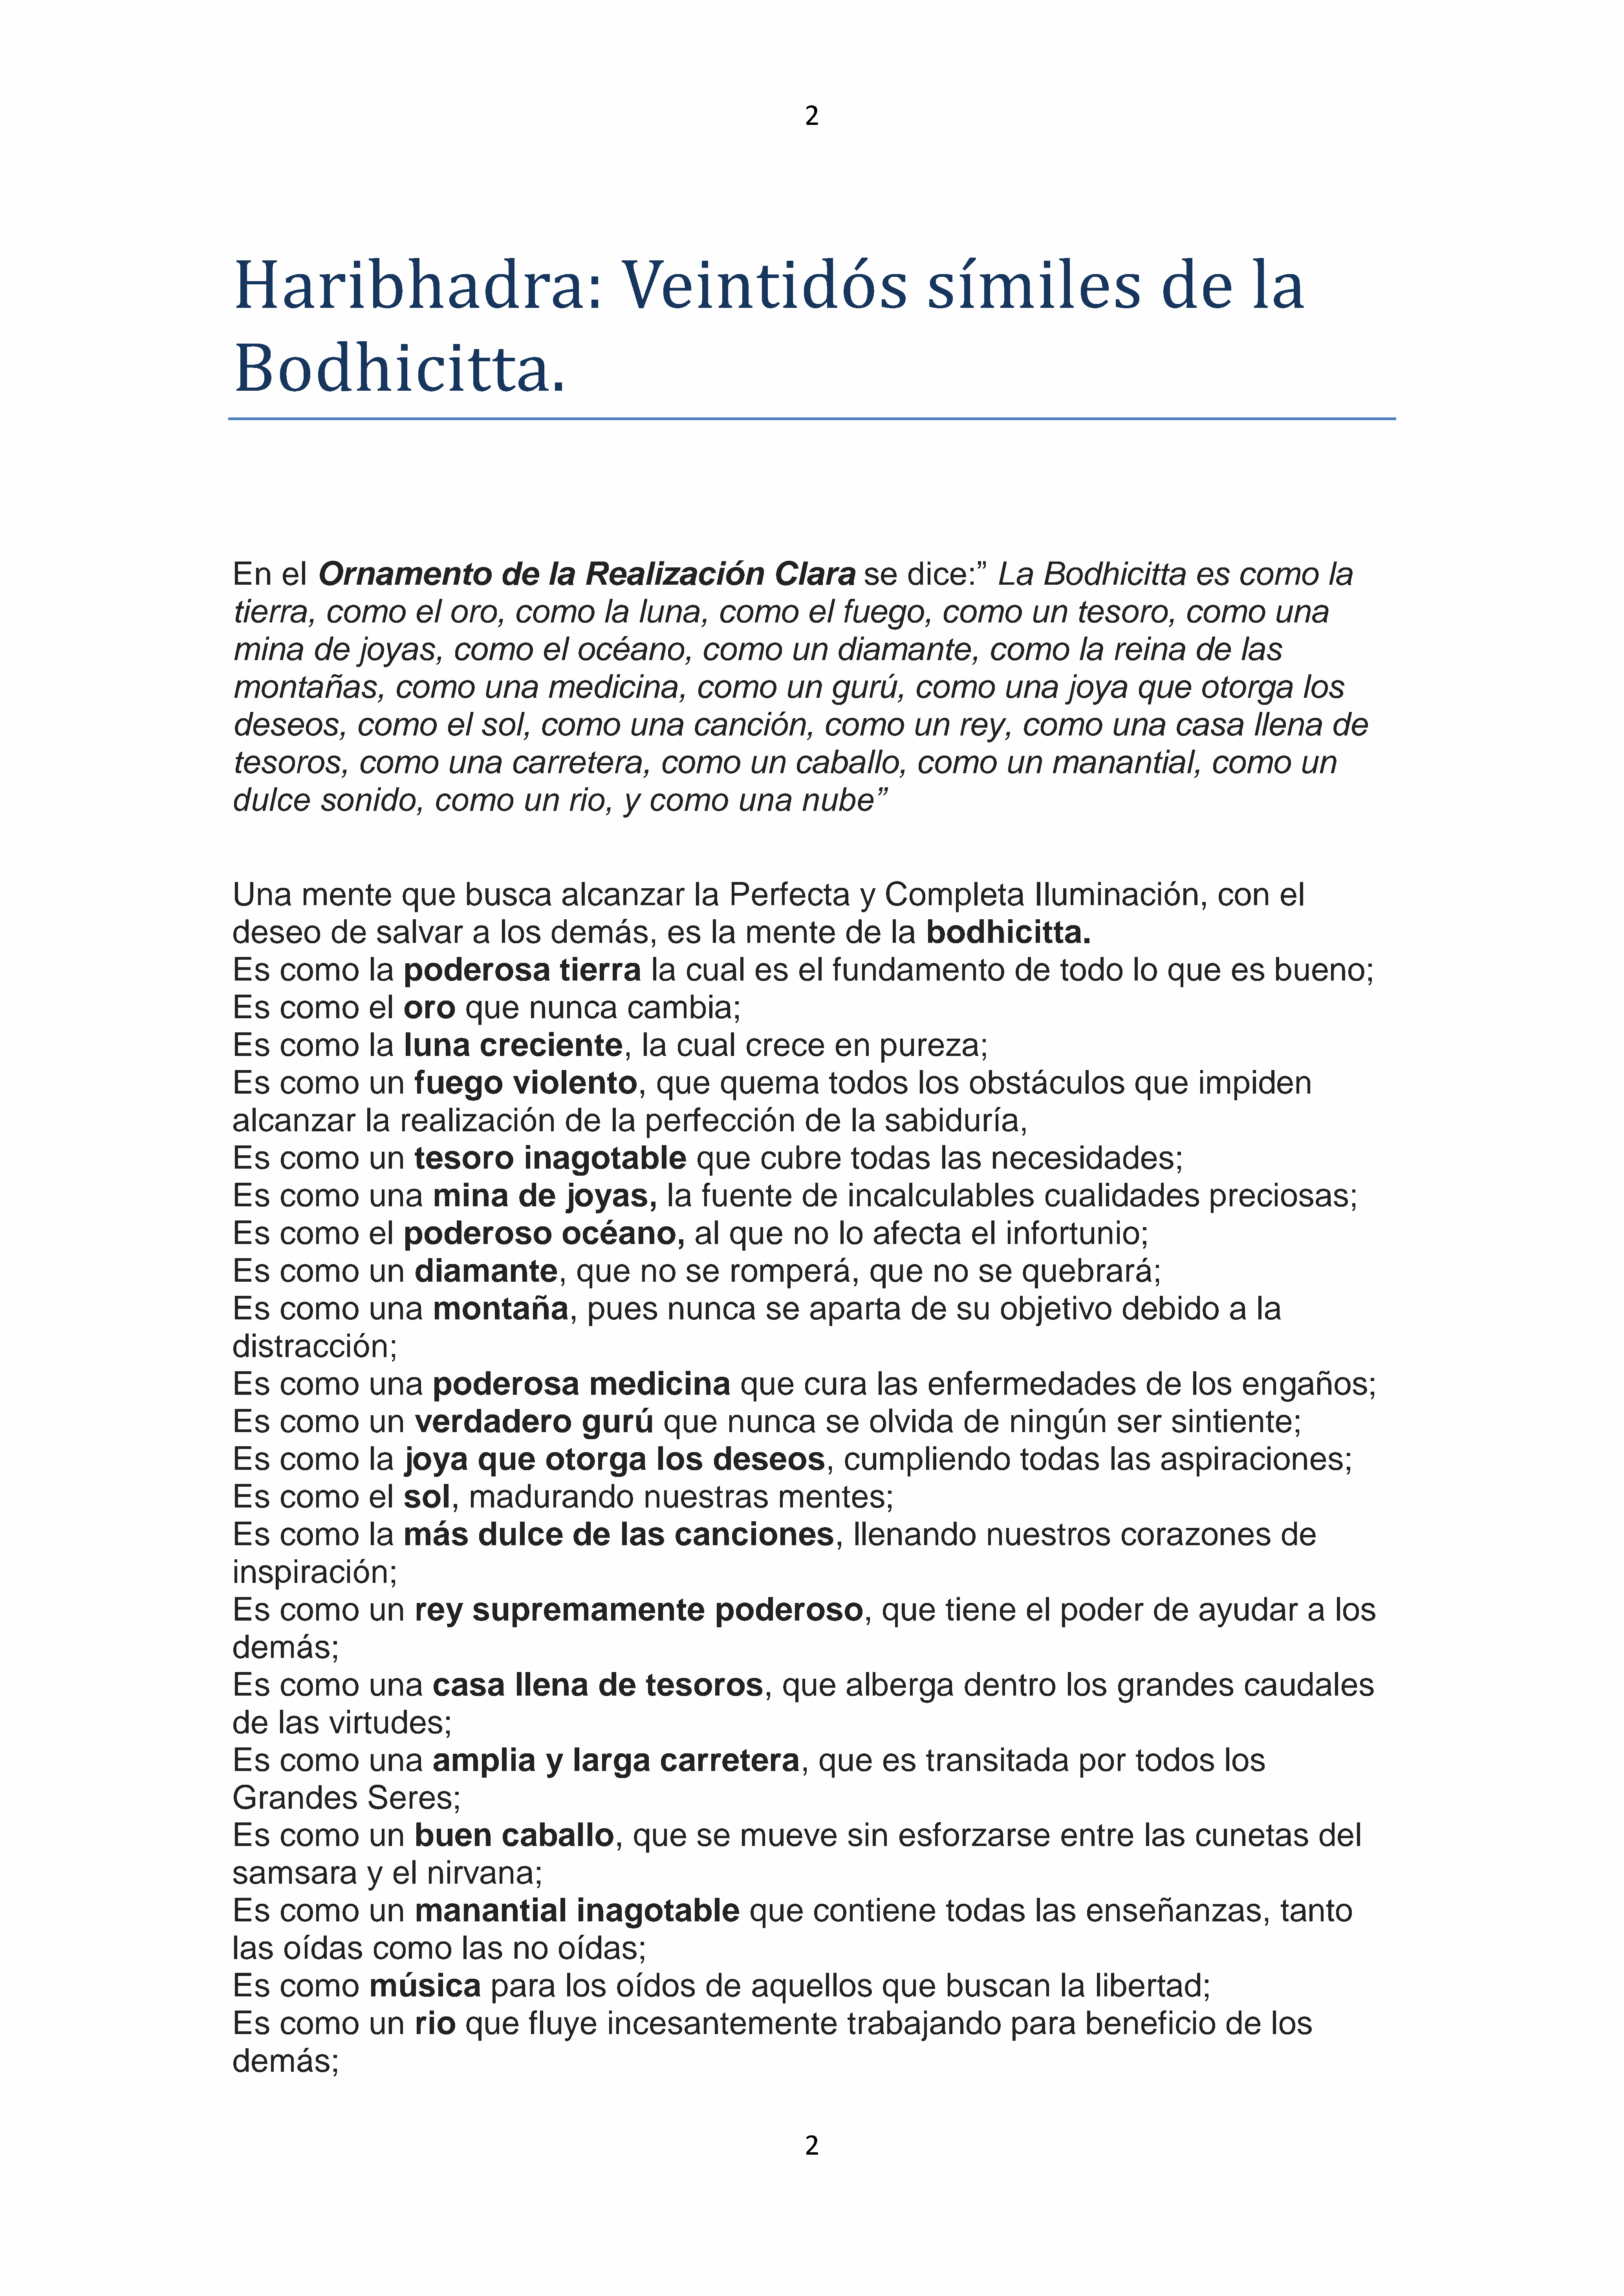 2
Haribhadra: Veintidós símiles de la
Bodhicitta.
En el Ornamento de la Realización Clara se dice:” La Bodhicitta es como la
tierra, como el oro, como la luna, como el fuego, como un tesoro, como una
mina de joyas, como el océano, como un diamante, como la reina de las
montañas, como una medicina, como un gurú, como una joya que otorga los
deseos, como el sol, como una canción, como un rey, como una casa llena de
tesoros, como una carretera, como un caballo, como un manantial, como un
dulce sonido, como un rio, y como una nube”
Una mente que busca alcanzar la Perfecta y Completa Iluminación, con el
deseo de salvar a los demás, es la mente de la bodhicitta.
Es como la poderosa tierra la cual es el fundamento de todo lo que es bueno;
Es como el oro que nunca cambia;
Es como la luna creciente, la cual crece en pureza;
Es como un fuego violento, que quema todos los obstáculos que impiden
alcanzar la realización de la perfección de la sabiduría,
Es como un tesoro inagotable que cubre todas las necesidades;
Es como una mina de joyas, la fuente de incalculables cualidades preciosas;
Es como el poderoso océano, al que no lo afecta el infortunio;
Es como un diamante, que no se romperá, que no se quebrará;
Es como una montaña, pues nunca se aparta de su objetivo debido a la
distracción;
Es como una poderosa medicina que cura las enfermedades de los engaños;
Es como un verdadero gurú que nunca se olvida de ningún ser sintiente;
Es como la joya que otorga los deseos, cumpliendo todas las aspiraciones;
Es como el sol, madurando nuestras mentes;
Es como la más dulce de las canciones, llenando nuestros corazones de
inspiración;
Es como un rey supremamente poderoso, que tiene el poder de ayudar a los
demás;
Es como una casa llena de tesoros, que alberga dentro los grandes caudales
de las virtudes;
Es como una amplia y larga carretera, que es transitada por todos los
Grandes Seres;
Es como un buen caballo, que se mueve sin esforzarse entre las cunetas del
samsara y el nirvana;
Es como un manantial inagotable que contiene todas las enseñanzas, tanto
las oídas como las no oídas;
Es como música para los oídos de aquellos que buscan la libertad;
Es como un rio que fluye incesantemente trabajando para beneficio de los
demás;
2